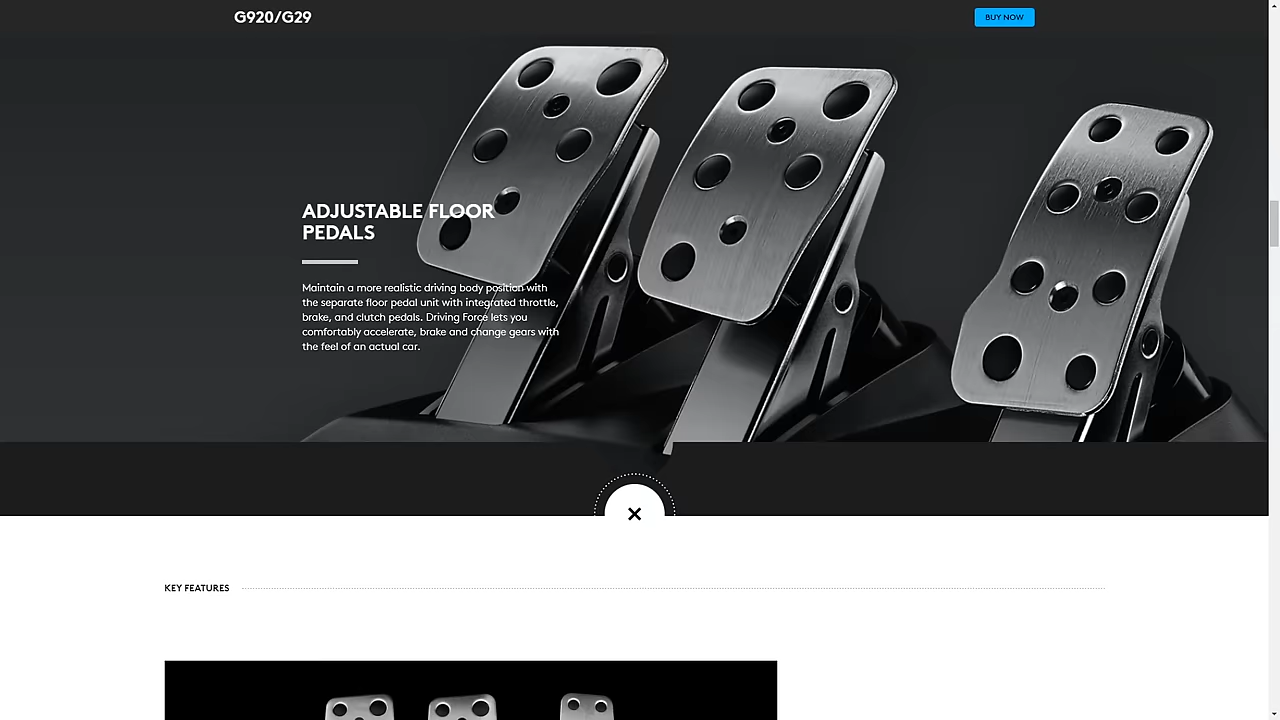 G920/G29
BUY NOW
ADJUSTABLE FLOOR
PEDALS
Maintain a more realistic driving body position with
the separate floor pedal unit with integrated throttle,
brake, and clutch pedals. Driving Force lets you
comfortably accelerate, brake and change gears with
the feel of an actual car.
KEY FEATURES